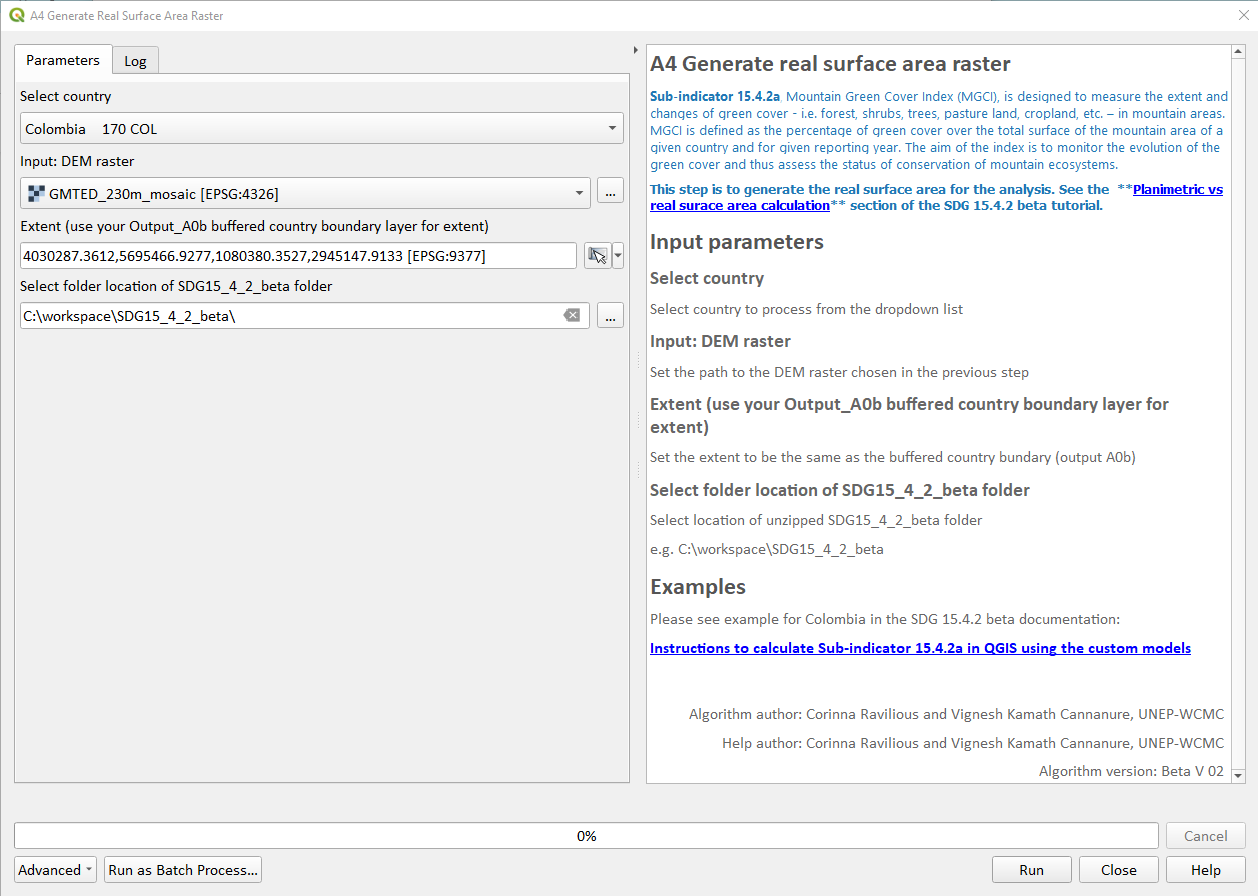 A4 Generate Real Surface Area Raster
Parameters
Log
Select country
Colombia 170 COL
Input: DEM raster
GMTED_230m_mosaic [EPSG:4326]
...
Extent (use your Output_A0b buffered country boundary layer for extent)
4030287.3612,5695466.9277,1080380.3527,2945147.9133 [EPSG:9377]
Select folder location of SDG15_4_2_beta folder
C:\workspace\SDG15_4_2_beta\
...
A4 Generate real surface area raster
Sub-indicator 15.4.2a, Mountain Green Cover Index (MGCI), is designed to measure the extent and
changes of green cover - i.e. forest, shrubs, trees, pasture land, cropland, etc. – in mountain areas.
MGCI is defined as the percentage of green cover over the total surface of the mountain area of a
given country and for given reporting year. The aim of the index is to monitor the evolution of the
green cover and thus assess the status of conservation of mountain ecosystems.
This step is to generate the real surface area for the analysis. See the **Planimetric vs
real surace area calculation** section of the SDG 15.4.2 beta tutorial.
Input parameters
Select country
Select country to process from the dropdown list
Input: DEM raster
Set the path to the DEM raster chosen in the previous step
Extent (use your Output_A0b buffered country boundary layer for
extent)
Set the extent to be the same as the buffered country bundary (output A0b)
Select folder location of SDG15_4_2_beta folder
Select location of unzipped SDG15_4_2_beta folder
e.g. C:\workspace\SDG15_4_2_beta
Examples
Please see example for Colombia in the SDG 15.4.2 beta documentation:
Instructions to calculate Sub-indicator 15.4.2a in QGIS using the custom models
Algorithm author: Corinna Ravilious and Vignesh Kamath Cannanure, UNEP-WCMC
Help author: Corinna Ravilious and Vignesh Kamath Cannanure, UNEP-WCMC
Algorithm version: Beta V 02
0%
Cancel
Advanced
Run as Batch Process...
Run
Close
Help